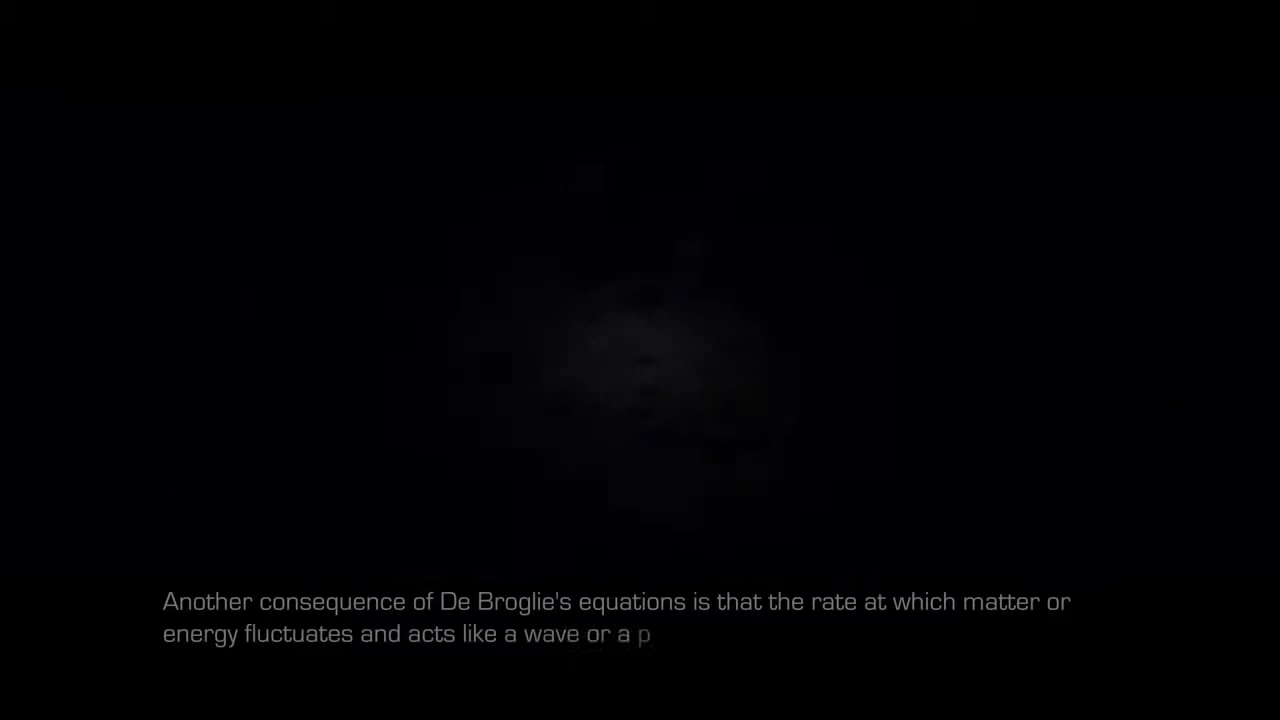 Another consequence of De Broglie's equations is that the rate at which matter or
energy fluctuates and acts like a wave or a p